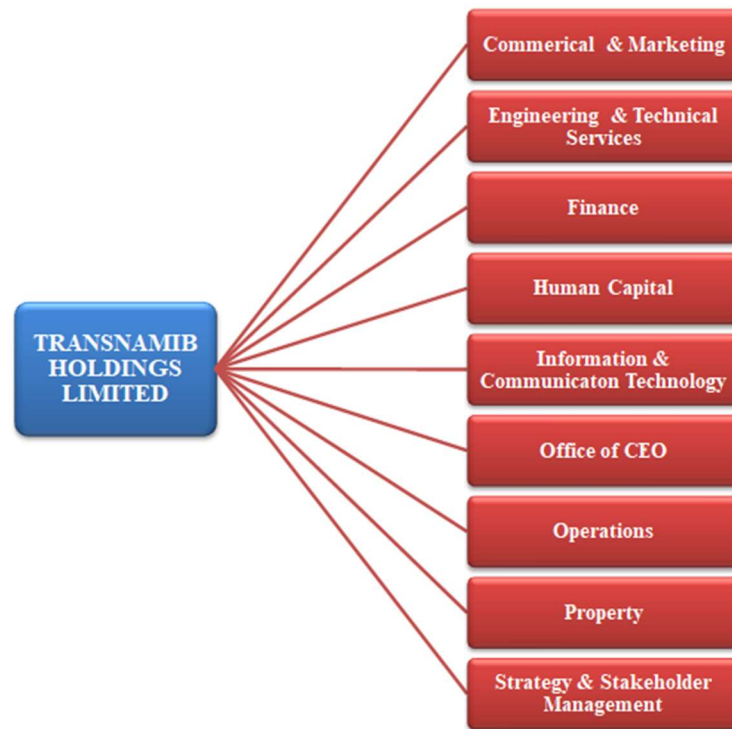 Commerical & Marketing
Engineering & Technical
Services
Finance
Human Capital
TRANSNAMIB
HOLDINGS
LIMITED
Information &
Communicaton Technology
Office of CEO
Operations
Property
Strategy & Stakeholder
Management